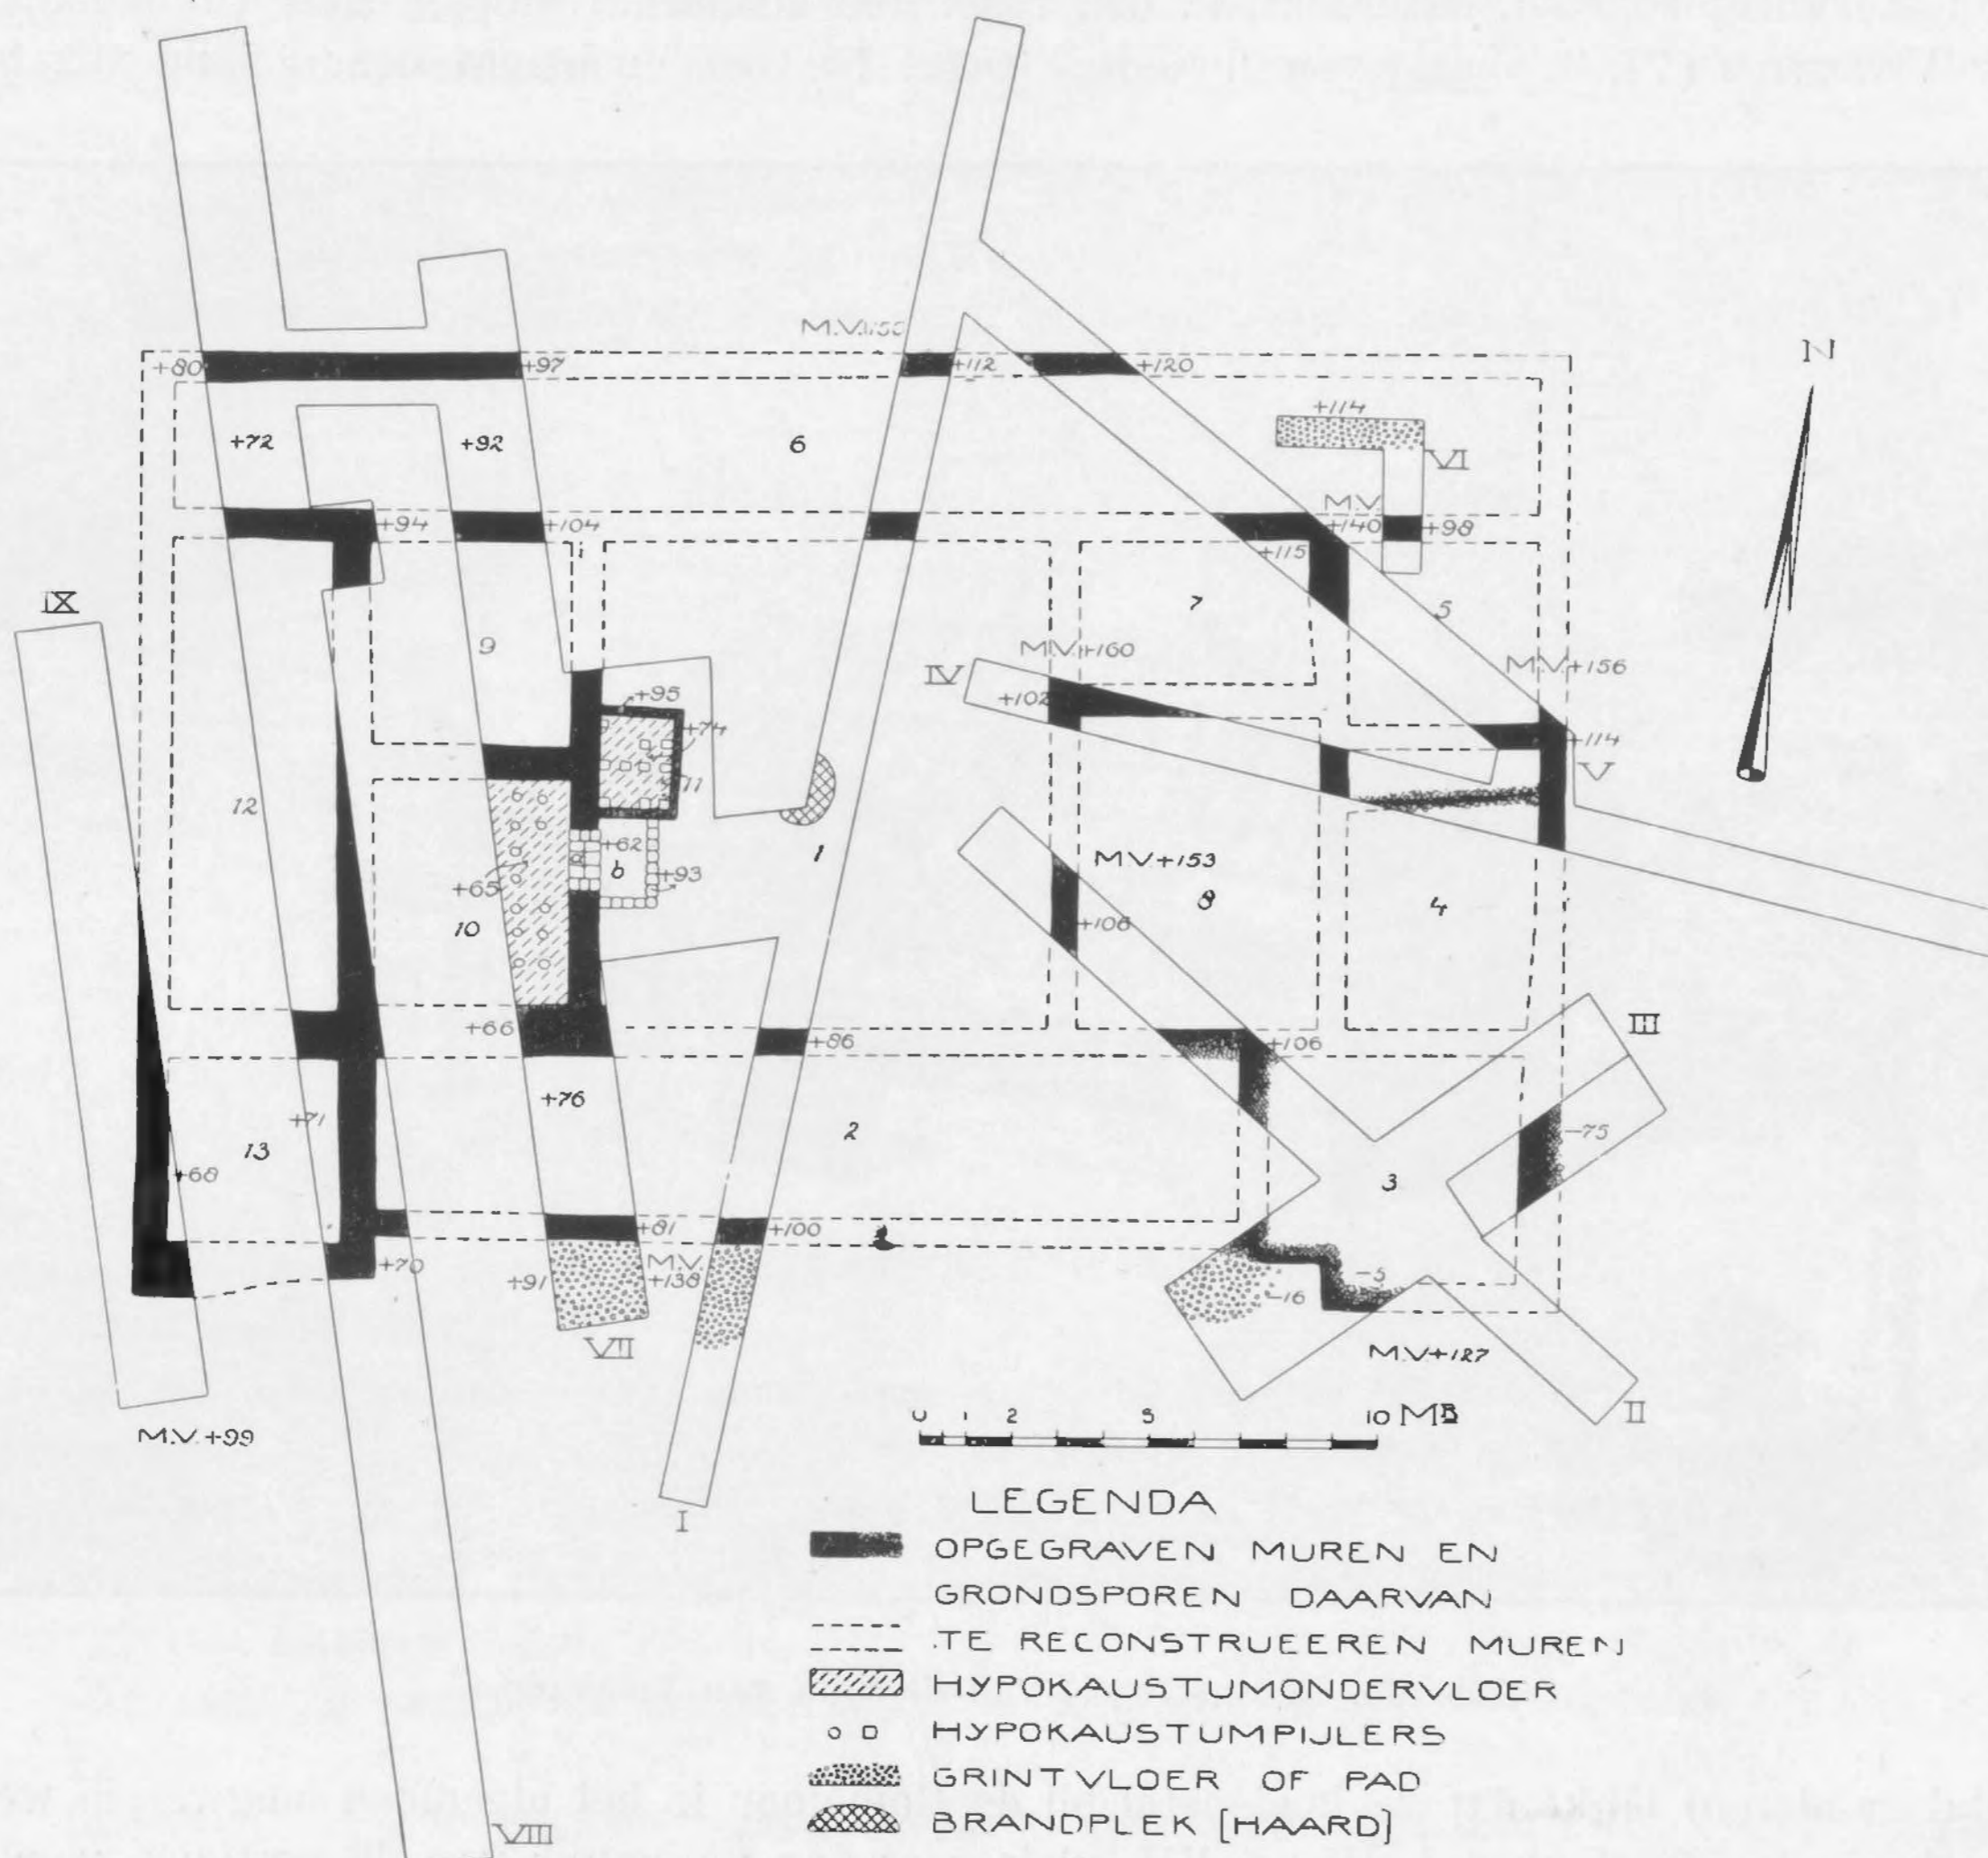 M.V.+155
N
+80
+97
+112
+120
+114
+72
+92
6
VI
M.V.
+94
+104
+140
+98
+115
IX
7
5
9
M.V.+160
M.V.+156
IV
+95
+102
+74
+114
V
11
12
1
+62
a
b
M.V+153
+65
+93
10
+106
8
4
+66
+86
+106
III
+76
+71
13
2
-75
+68
3
+81
+100
+70
+91
M.V.
+138
-5
-16
VII
M.V+127
II
M.V.+99
0 1 2 5 10 M
I
LEGENDA
OPGEGRAVEN MUREN EN
GRONDSPOREN DAARVAN
TE RECONSTRUEEREN MUREN
HYPOKAUSTUMONDERVLOER
HYPOKAUSTUMPIJLERS
GRINTVLOER OF PAD
BRANDPLEK [HAARD]
VIII